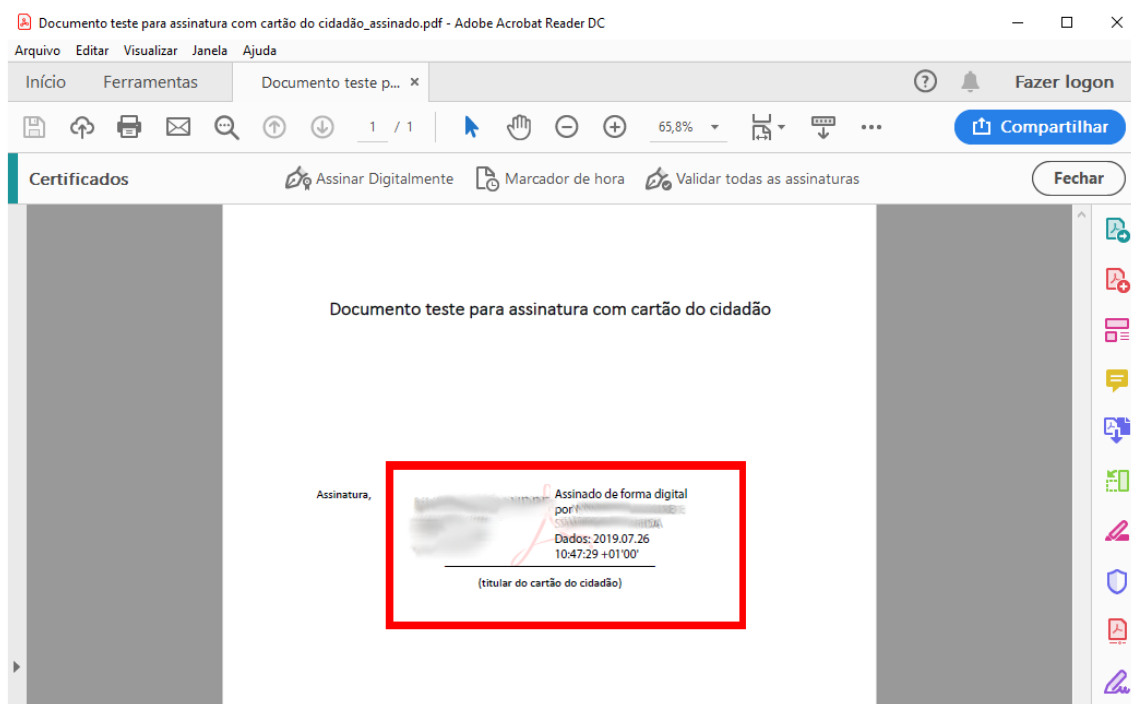 Documento teste para assinatura com cartão do cidadão_assinado.pdf - Adobe Acrobat Reader DC
Arquivo Editar Visualizar Janela Ajuda
Início Ferramentas Documento teste p... × ? Fazer logon
1 / 1 65,8% Compartilhar
Certificados Assinar Digitalmente Marcador de hora Validar todas as assinaturas Fechar
Documento teste para assinatura com cartão do cidadão
Assinatura,
Assinado de forma digital
por
Dados: 2019.07.26
10:47:29 +01'00'
(titular do cartão do cidadão)